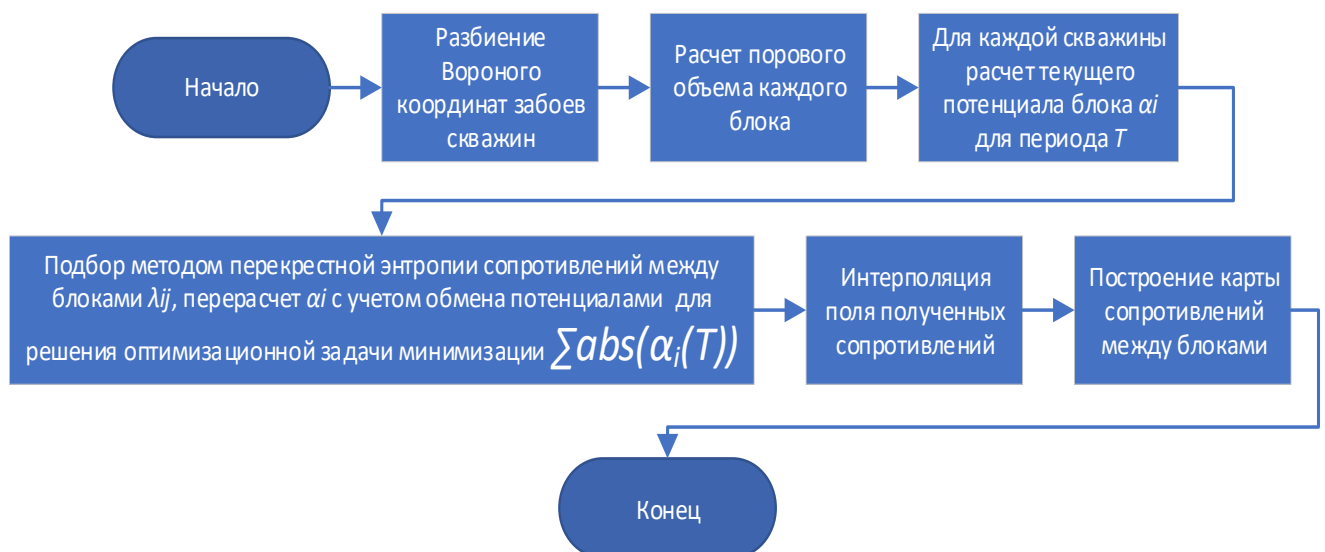 Начало
Разбиение
Вороного
координат забоев
скважин
Расчет порового
объема каждого
блока
Для каждой скважины
расчет текущего
потенциала блока αi
для периода T
Подбор методом перекрестной энтропии сопротивлений между
блоками λij, перерасчет αi с учетом обмена потенциалами для
решения оптимизационной задачи минимизации ∑abs(αᵢ(T))
Интерполяция
поля полученных
сопротивлений
Построение карты
сопротивлений
между блоками
Конец